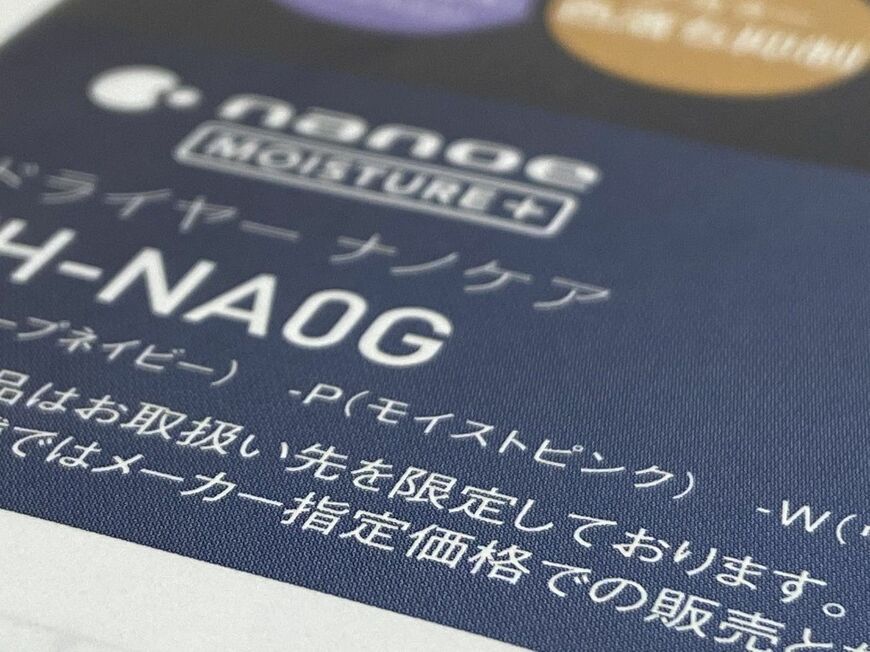 nanoe
MOISTURE+
ドライヤー ナノケア
H-NA0G
ープネイビー) -P(モイストピンク) -W(
品はお取扱い先を限定しております。
ではメーカー指定価格での販売と